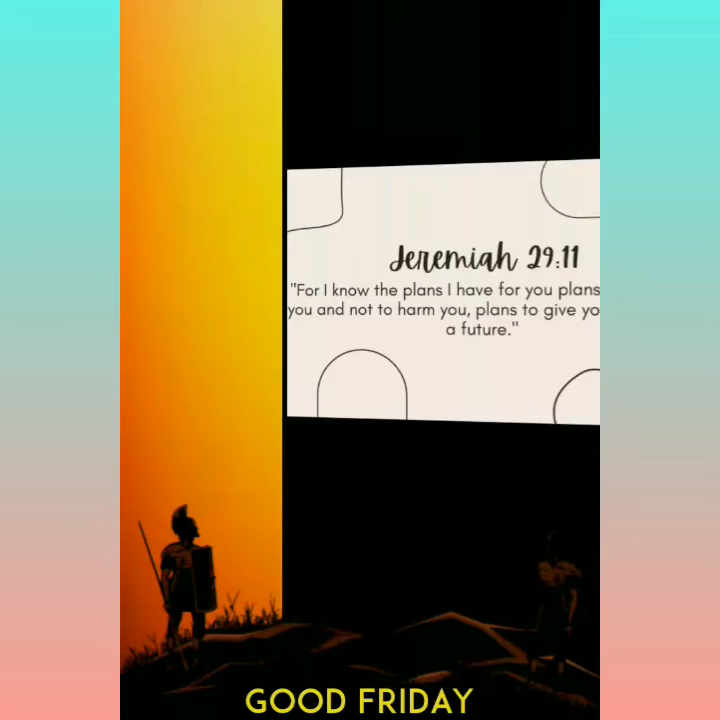 Jeremiah 29:11
"For I know the plans I have for you plans
you and not to harm you, plans to give yo
a future."
GOOD FRIDAY